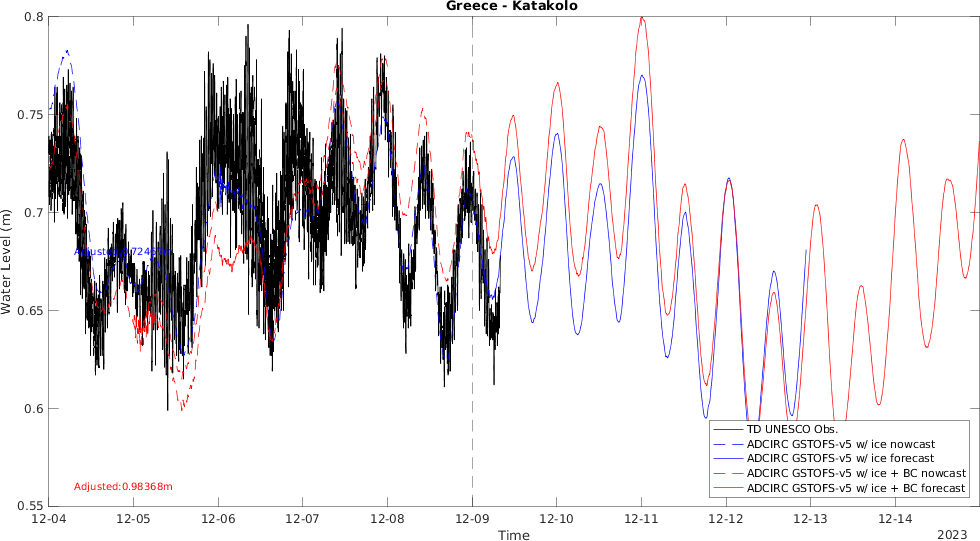 Greece - Katakolo
0.8
0.75
0.7
0.65
0.6
0.55
Water Level (m)
Adjusted:
Adjusted:0.98368m
TD UNESCO Obs.
ADCIRC GSTOFS-v5 w/ ice nowcast
ADCIRC GSTOFS-v5 w/ ice forecast
ADCIRC GSTOFS-v5 w/ ice + BC nowcast
ADCIRC GSTOFS-v5 w/ ice + BC forecast
12-04 12-05 12-06 12-07 12-08 12-09 12-10 12-11 12-12 12-13 12-14
Time
2023